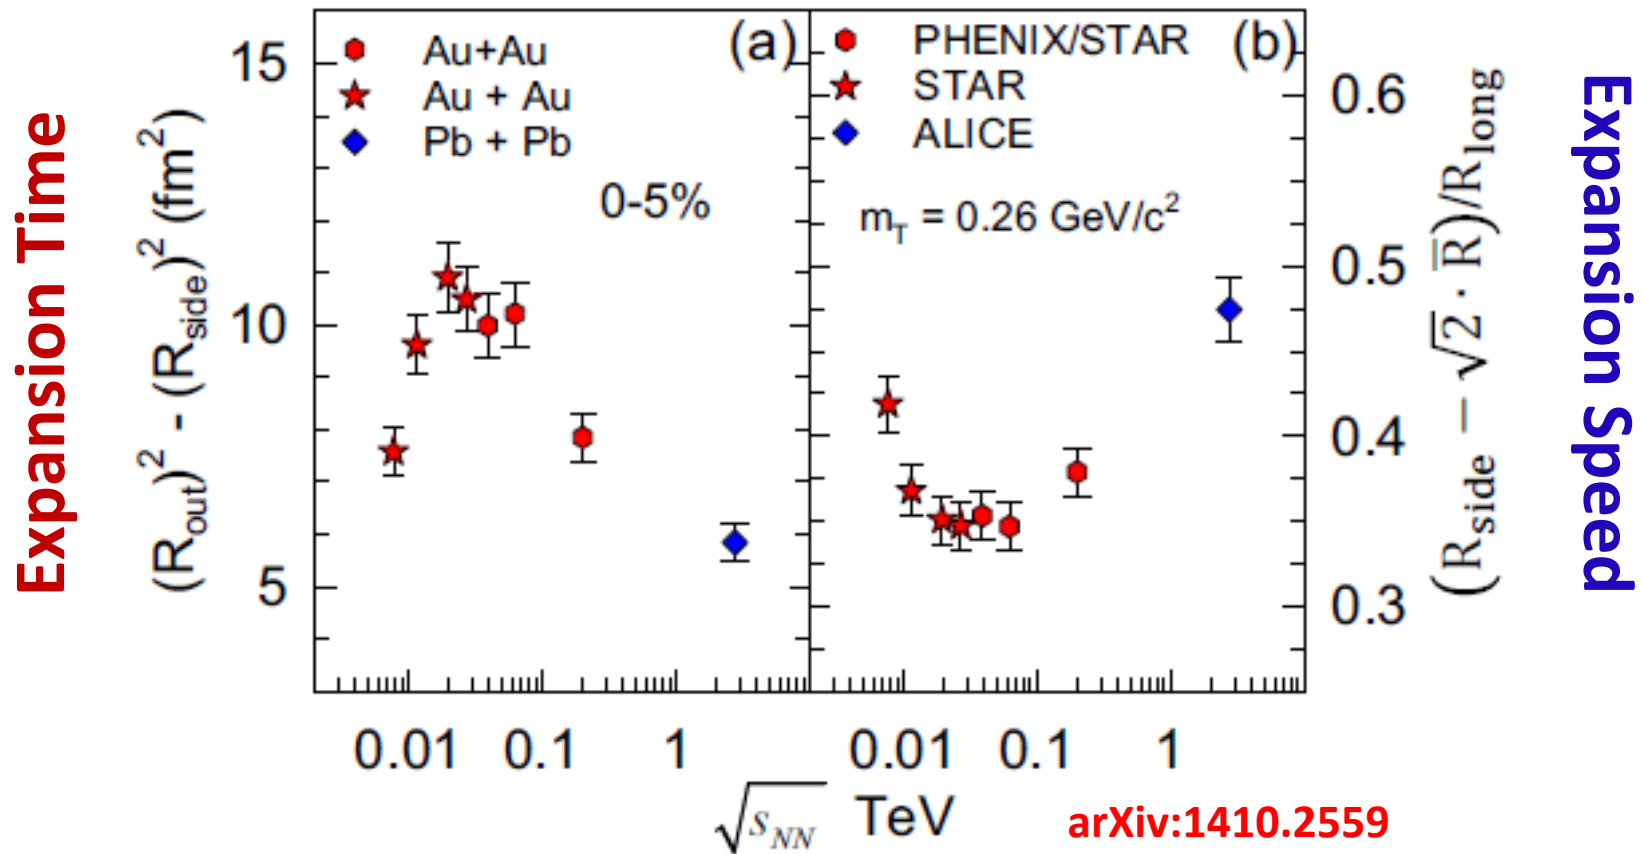 Expansion Time
(R_out)^2 - (R_side)^2 (fm^2)
15
10
5
Au+Au
Au + Au
Pb + Pb
(a)
0-5%
0.01 0.1 1
PHENIX/STAR
STAR
ALICE
(b)
m_T = 0.26 GeV/c^2
0.01 0.1 1
0.6
0.5
0.4
0.3
(R_side − √2 · R̅)/R_long
Expansion Speed
√s_NN TeV
arXiv:1410.2559